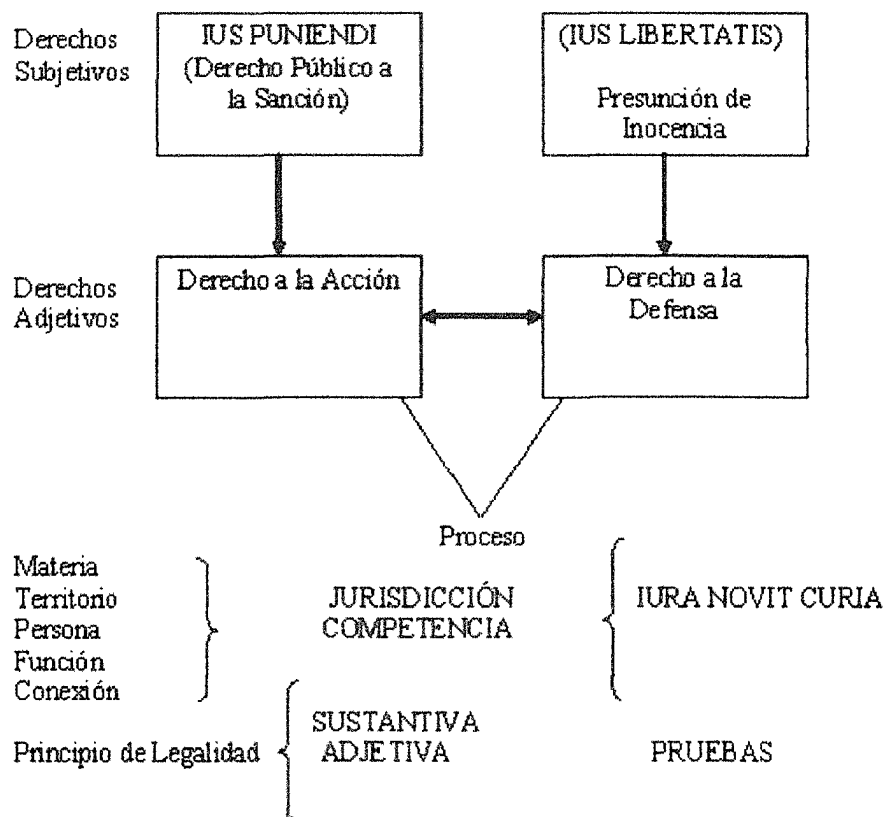 Derechos
Subjetivos
IUS PUNIENDI
(Derecho Público a
la Sanción)
(IUS LIBERTATIS)
Presunción de
Inocencia
Derechos
Adjetivos
Derecho a la Acción
Derecho a la
Defensa
Proceso
Materia
Territorio
Persona
Función
Conexión
JURISDICCIÓN
COMPETENCIA
IURA NOVIT CURIA
Principio de Legalidad
SUSTANTIVA
ADJETIVA
PRUEBAS